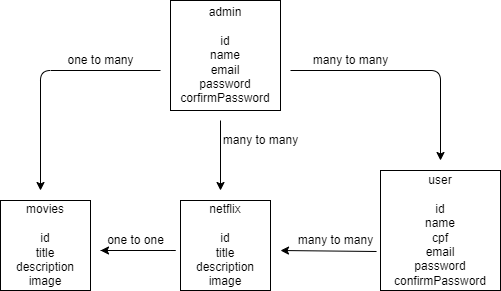 admin
id
name
email
password
corfirmPassword
one to many
many to many
many to many
movies
id
title
description
image
one to one
netflix
id
title
description
image
many to many
user
id
name
cpf
email
password
confirmPassword